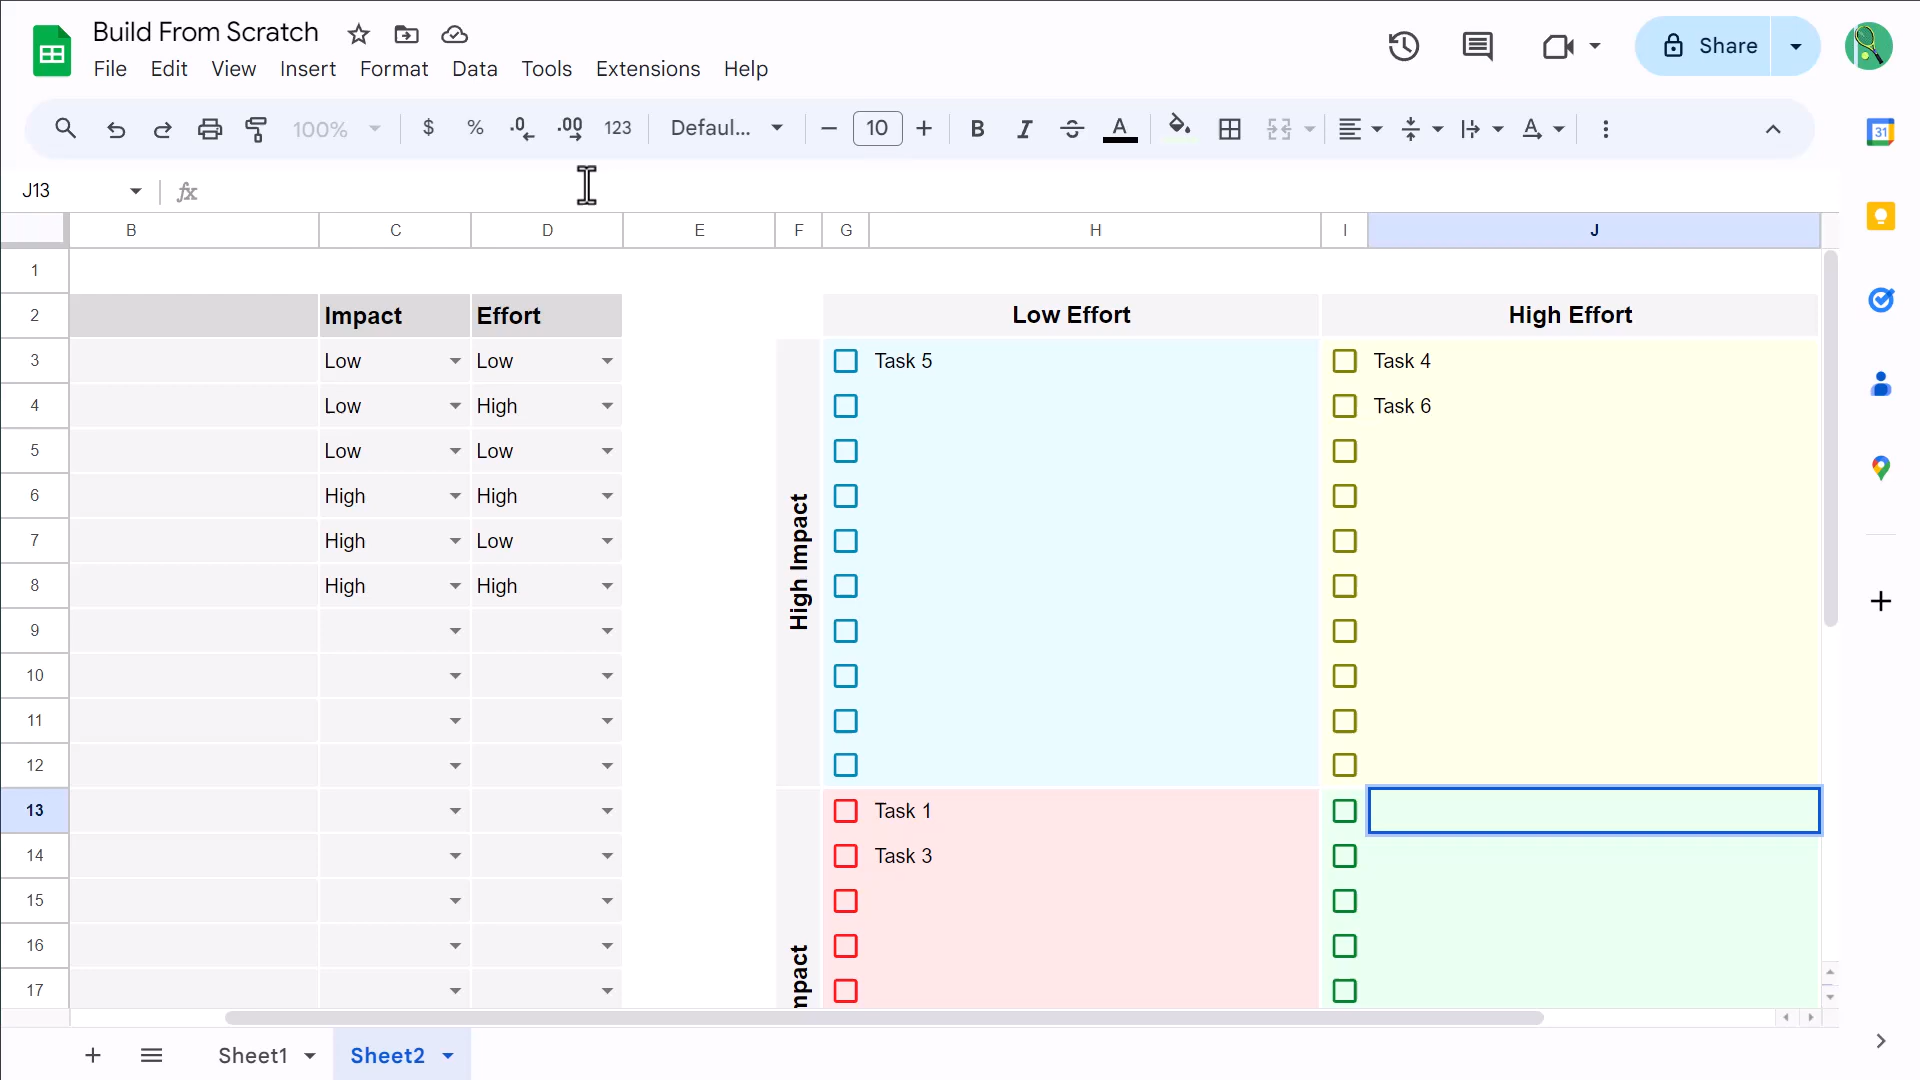 Build From Scratch
File Edit View Insert Format Data Tools Extensions Help
Share
100% $ % .0 .00 123 Defaul... 10 B I S A A
31
J13 fx
B C D E F G H I J
1
2 Impact Effort Low Effort High Effort
3 Low Low Task 5 Task 4
4 Low High Task 6
5 Low Low
6 High High
7 High Low
8 High High
High Impact
9
10
11
12
13 Task 1
14 Task 3
15
16
17
mpact
Sheet1 Sheet2